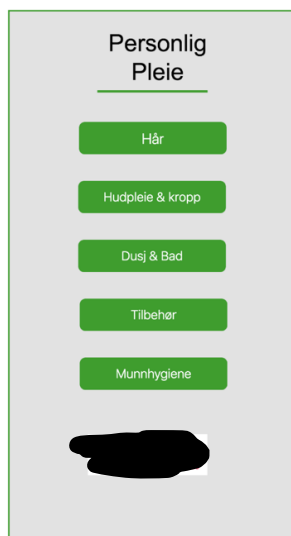 Personlig
Pleie
Hår
Hudpleie & kropp
Dusj & Bad
Tilbehør
Munnhygiene